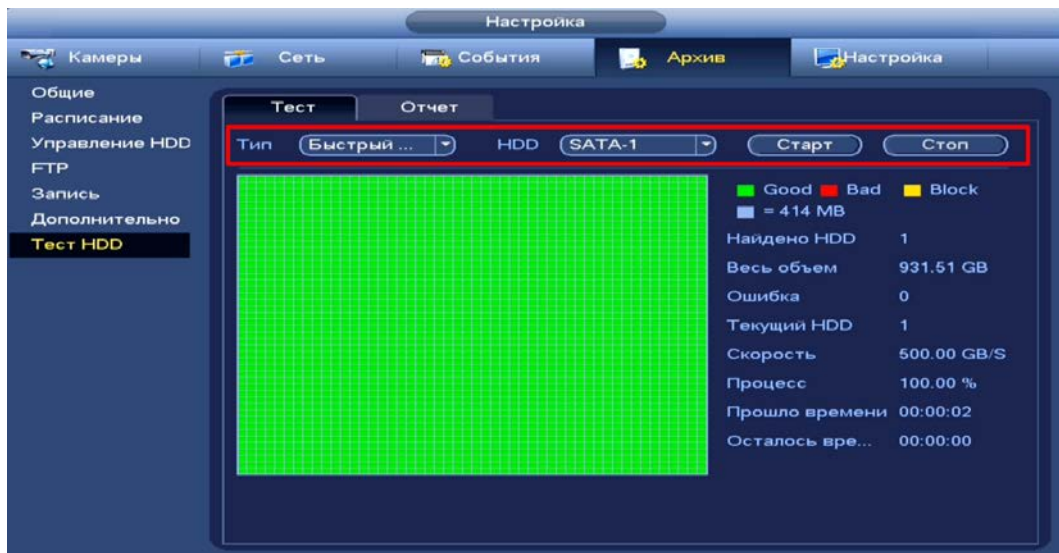 Настройка
Камеры Сеть События Архив Настройка
Общие
Расписание
Управление HDD
FTP
Запись
Дополнительно
Тест HDD
Тест Отчет
Тип Быстрый ... HDD SATA-1 Старт Стоп
Good Bad Block
= 414 MB
Найдено HDD 1
Весь объем 931.51 GB
Ошибка 0
Текущий HDD 1
Скорость 500.00 GB/S
Процесс 100.00 %
Прошло времени 00:00:02
Осталось вре... 00:00:00